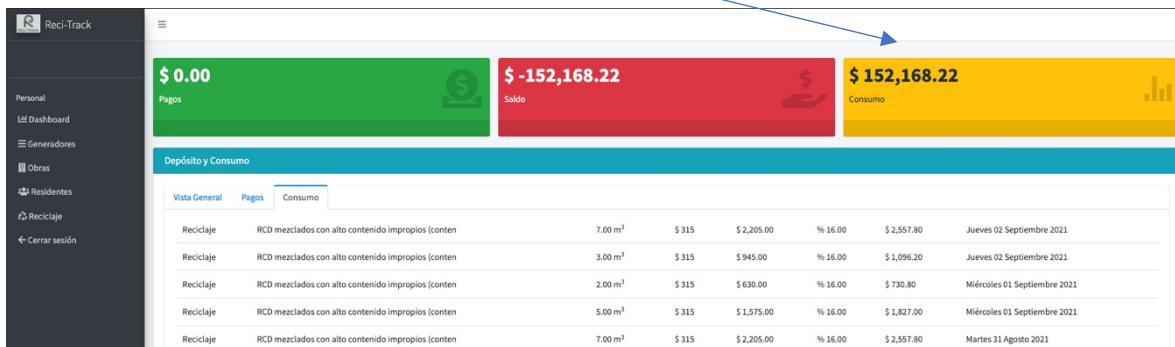 Reci-Track
Personal
Dashboard
Generadores
Obras
Residentes
Reciclaje
Cerrar sesión
$ 0.00
Pagos
$ -152,168.22
Saldo
$ 152,168.22
Consumo
Depósito y Consumo
Vista General Pagos Consumo
Reciclaje RCD mezclados con alto contenido impropios (conten 7.00 m³ $ 315 $ 2,205.00 % 16.00 $ 2,557.80 Jueves 02 Septiembre 2021
Reciclaje RCD mezclados con alto contenido impropios (conten 3.00 m³ $ 315 $ 945.00 % 16.00 $ 1,096.20 Jueves 02 Septiembre 2021
Reciclaje RCD mezclados con alto contenido impropios (conten 2.00 m³ $ 315 $ 630.00 % 16.00 $ 730.80 Miércoles 01 Septiembre 2021
Reciclaje RCD mezclados con alto contenido impropios (conten 5.00 m³ $ 315 $ 1,575.00 % 16.00 $ 1,827.00 Miércoles 01 Septiembre 2021
Reciclaje RCD mezclados con alto contenido impropios (conten 7.00 m³ $ 315 $ 2,205.00 % 16.00 $ 2,557.80 Martes 31 Agosto 2021